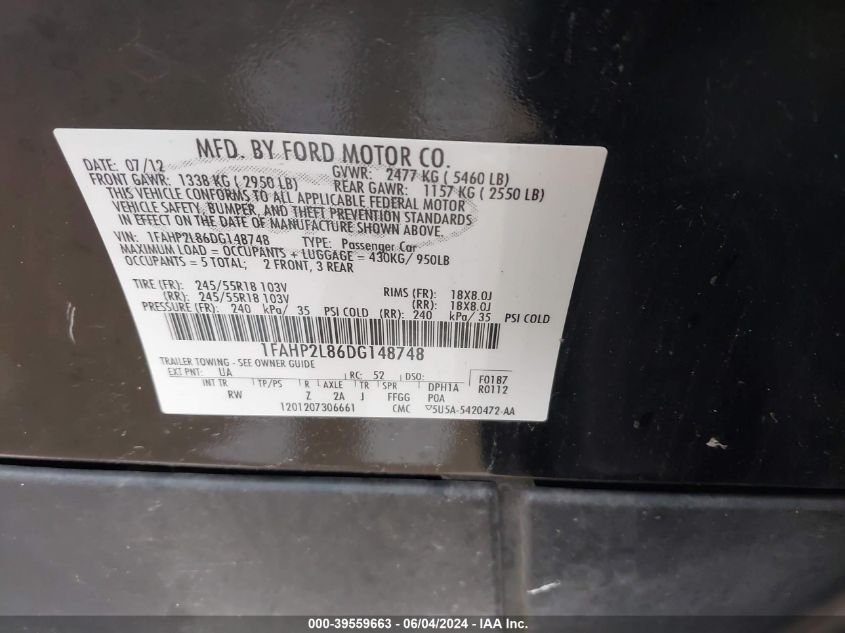 MFD. BY FORD MOTOR CO.
DATE: 07/12 GVWR: 2477 KG ( 5460 LB)
FRONT GAWR: 1338 KG ( 2950 LB) REAR GAWR: 1157 KG ( 2550 LB)
THIS VEHICLE CONFORMS TO ALL APPLICABLE FEDERAL MOTOR
VEHICLE SAFETY, BUMPER, AND THEFT PREVENTION STANDARDS
IN EFFECT ON THE DATE OF MANUFACTURE SHOWN ABOVE.
VIN: 1FAHP2L86DG148748 TYPE: Passenger Car
MAXIMUM LOAD = OCCUPANTS + LUGGAGE = 430KG/ 950LB
OCCUPANTS = 5 TOTAL; 2 FRONT, 3 REAR
TIRE (FR): 245/55R18 103V RIMS (FR): 18X8.0J
(RR): 245/55R18 103V (RR): 18X8.0J
PRESSURE (FR): 240 kPa/ 35 PSI COLD (RR): 240 kPa/ 35 PSI COLD
1FAHP2L86DG148748
TRAILER TOWING - SEE OWNER GUIDE
EXT PNT: UA RC: 52 DSO: F0187
INT TR TP/PS R AXLE TR SPR DPH1A R0112
RW Z 2A J FFGG POA
1201207306661 CMC ▽5U5A-5420472-AA
000-39559663 - 06/04/2024 - IAA Inc.